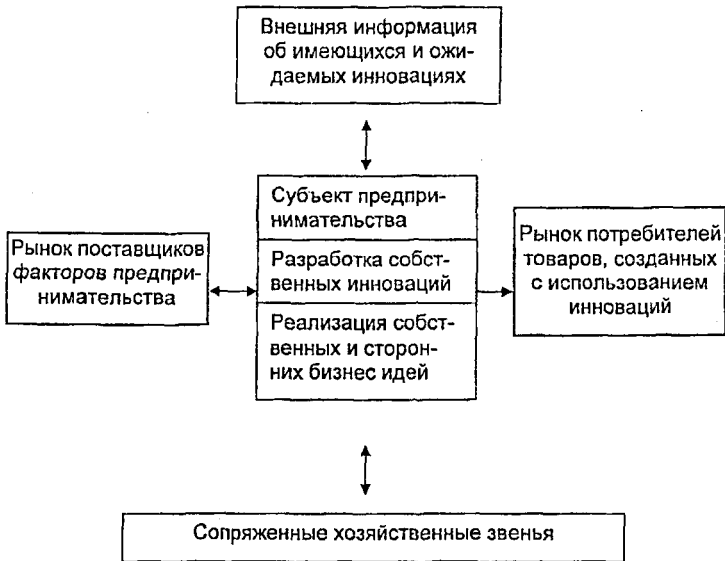 Внешняя информация
об имеющихся и ожи-
даемых инновациях
Субъект предпри-
нимательства
Рынок поставщиков
факторов предпри-
нимательства
Разработка собст-
венных инноваций
Реализация собст-
венных и сторон-
них бизнес идей
Рынок потребителей
товаров, созданных
с использованием
инноваций
Сопряженные хозяйственные звенья